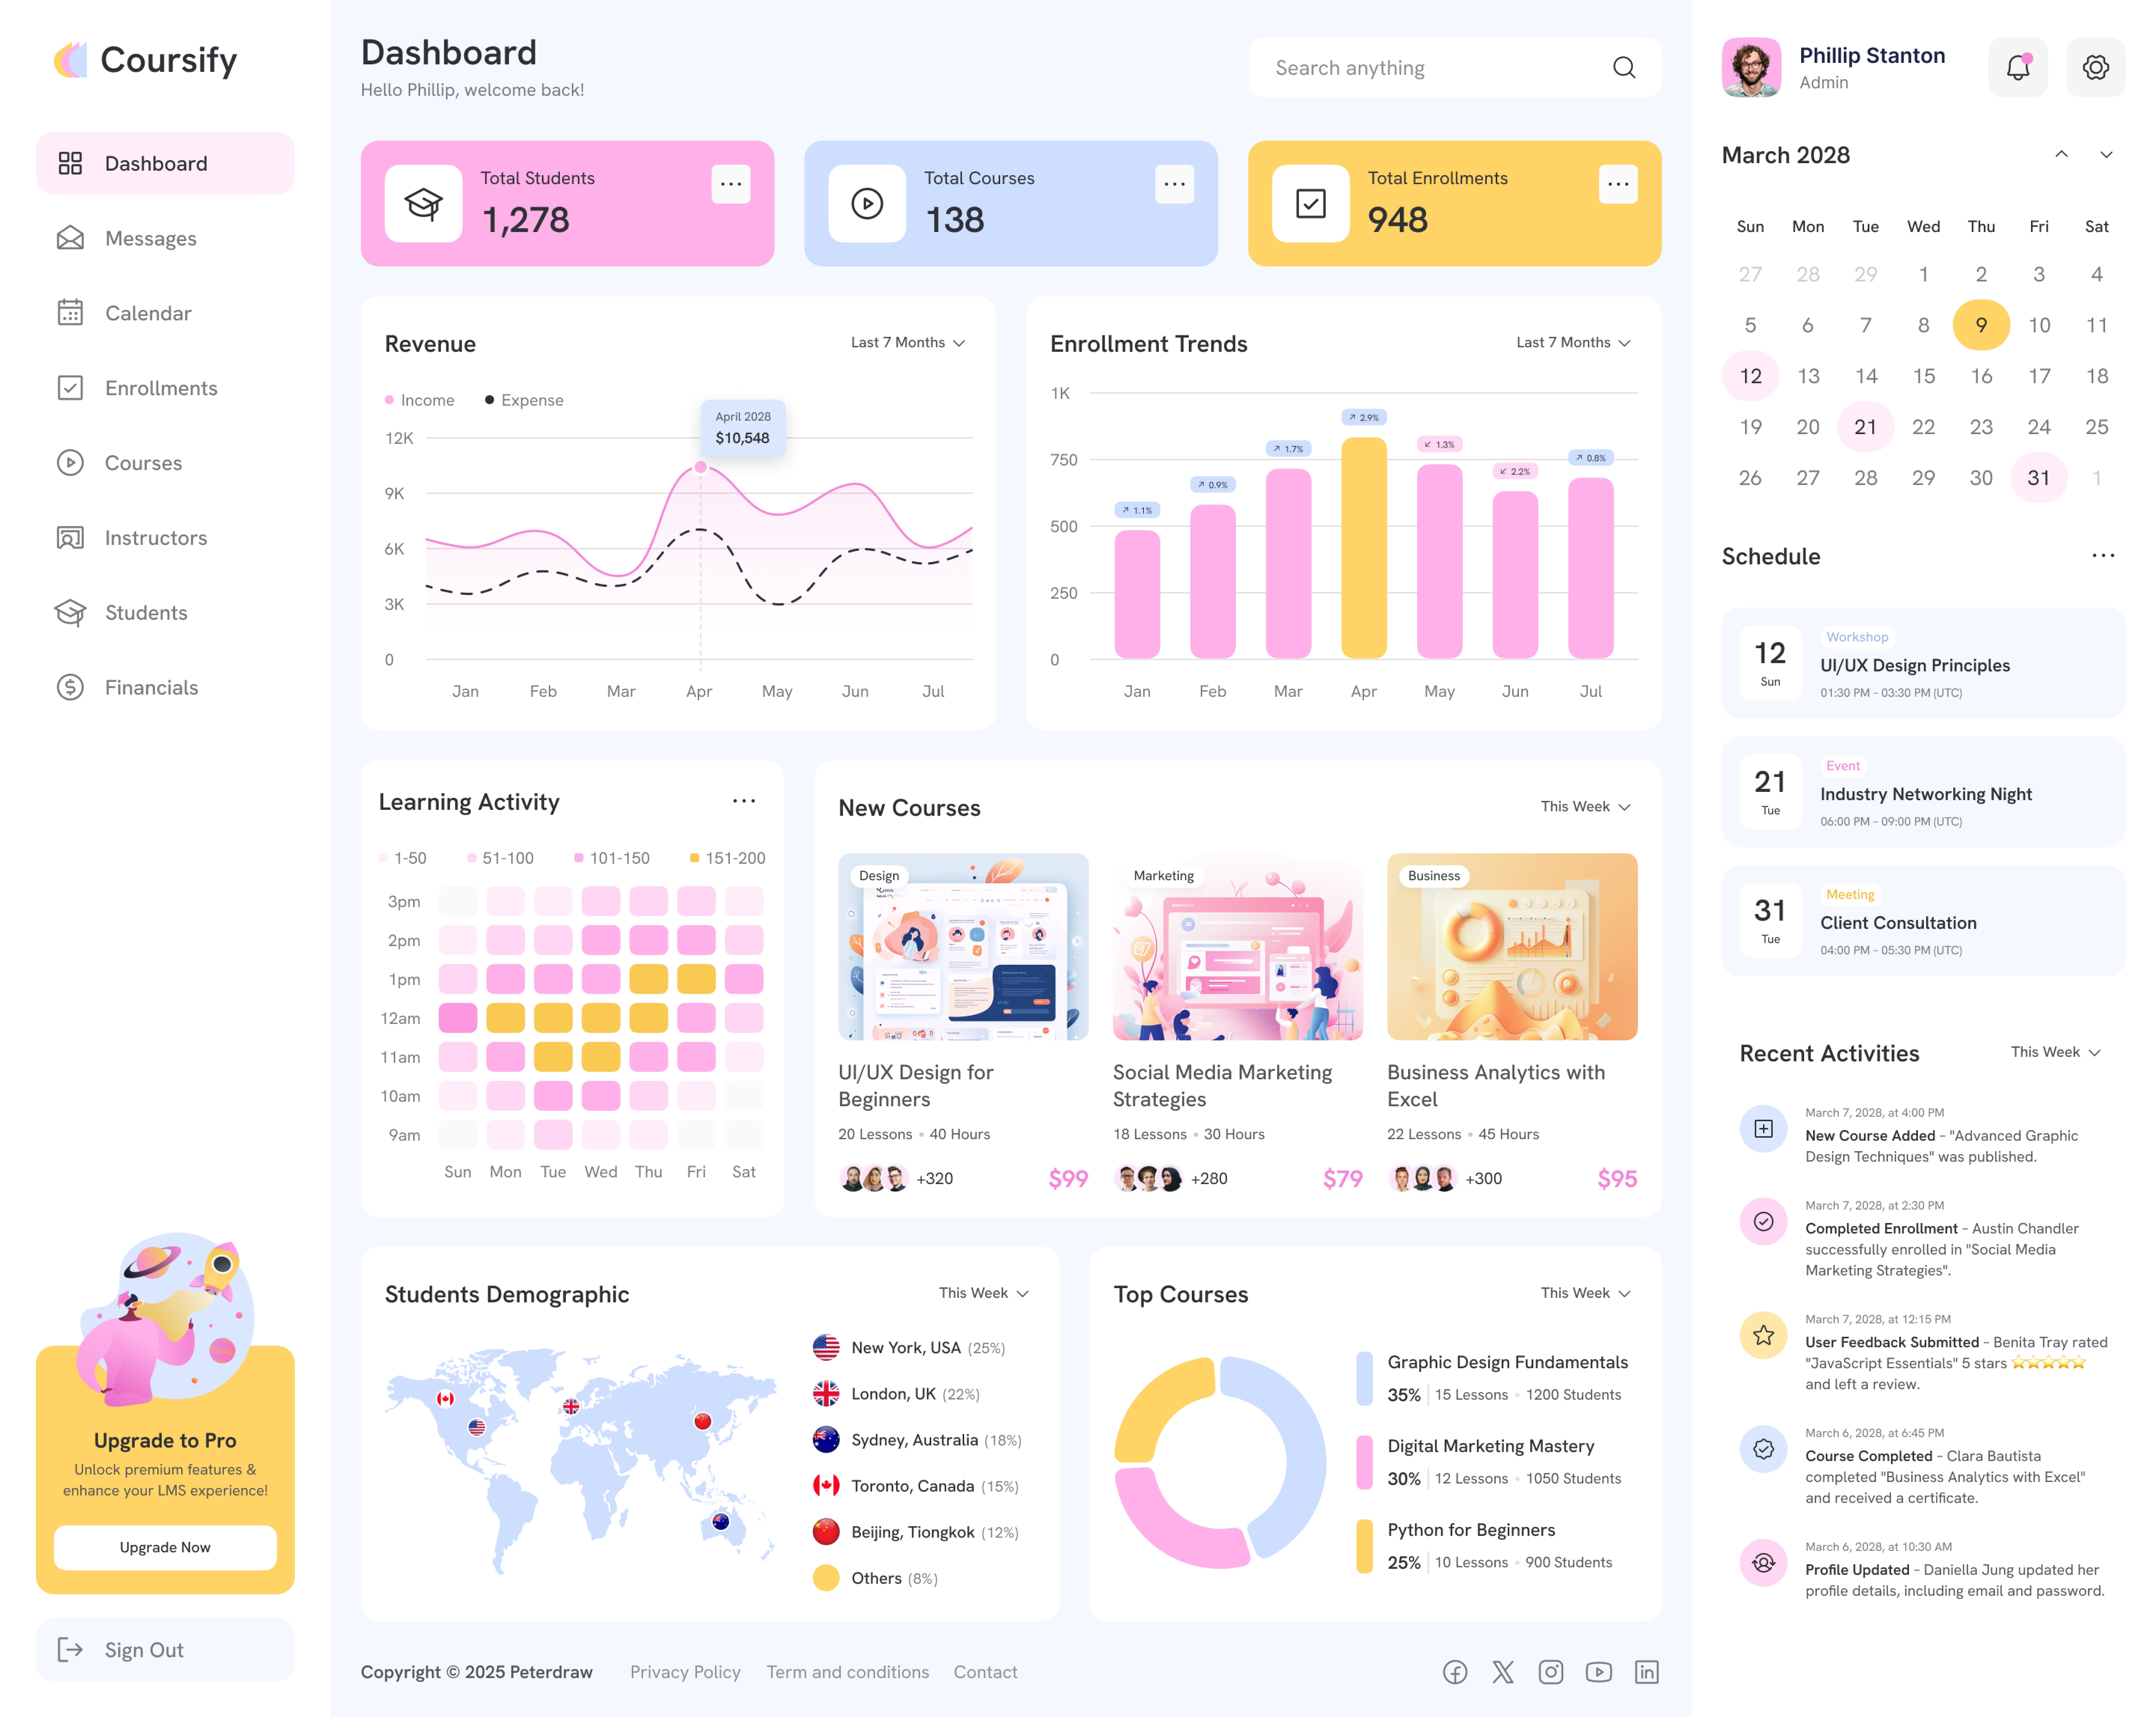 Coursify
Dashboard
Messages
Calendar
Enrollments
Courses
Instructors
Students
Financials
Upgrade to Pro
Unlock premium features &
enhance your LMS experience!
Upgrade Now
Sign Out
Dashboard
Hello Phillip, welcome back!
Search anything
Total Students
1,278
Total Courses
138
Total Enrollments
948
Revenue
Last 7 Months
Income
Expense
April 2028
$10,548
12K
9K
6K
3K
0
Jan Feb Mar Apr May Jun Jul
Enrollment Trends
Last 7 Months
1K
750
500
250
0
1.1%
0.9%
1.7%
2.9%
1.3%
2.2%
0.8%
Jan Feb Mar Apr May Jun Jul
Learning Activity
1-50 51-100 101-150 151-200
3pm
2pm
1pm
12am
11am
10am
9am
Sun Mon Tue Wed Thu Fri Sat
New Courses
This Week
Design
UI/UX Design for
Beginners
20 Lessons • 40 Hours
+320
$99
Marketing
Social Media Marketing
Strategies
18 Lessons • 30 Hours
+280
$79
Business
Business Analytics with
Excel
22 Lessons • 45 Hours
+300
$95
Students Demographic
This Week
New York, USA (25%)
London, UK (22%)
Sydney, Australia (18%)
Toronto, Canada (15%)
Beijing, Tiongkok (12%)
Others (8%)
Top Courses
This Week
Graphic Design Fundamentals
35% 15 Lessons • 1200 Students
Digital Marketing Mastery
30% 12 Lessons • 1050 Students
Python for Beginners
25% 10 Lessons • 900 Students
Copyright © 2025 Peterdraw
Privacy Policy
Term and conditions
Contact
Phillip Stanton
Admin
March 2028
Sun Mon Tue Wed Thu Fri Sat
27 28 29 1 2 3 4
5 6 7 8 9 10 11
12 13 14 15 16 17 18
19 20 21 22 23 24 25
26 27 28 29 30 31 1
Schedule
12
Sun
Workshop
UI/UX Design Principles
01:30 PM – 03:30 PM (UTC)
21
Tue
Event
Industry Networking Night
06:00 PM – 09:00 PM (UTC)
31
Tue
Meeting
Client Consultation
04:00 PM – 05:30 PM (UTC)
Recent Activities
This Week
March 7, 2028, at 4:00 PM
New Course Added – "Advanced Graphic
Design Techniques" was published.
March 7, 2028, at 2:30 PM
Completed Enrollment – Austin Chandler
successfully enrolled in "Social Media
Marketing Strategies".
March 7, 2028, at 12:15 PM
User Feedback Submitted – Benita Tray rated
"JavaScript Essentials" 5 stars ⭐⭐⭐⭐⭐
and left a review.
March 6, 2028, at 6:45 PM
Course Completed – Clara Bautista
completed "Business Analytics with Excel"
and received a certificate.
March 6, 2028, at 10:30 AM
Profile Updated – Daniella Jung updated her
profile details, including email and password.